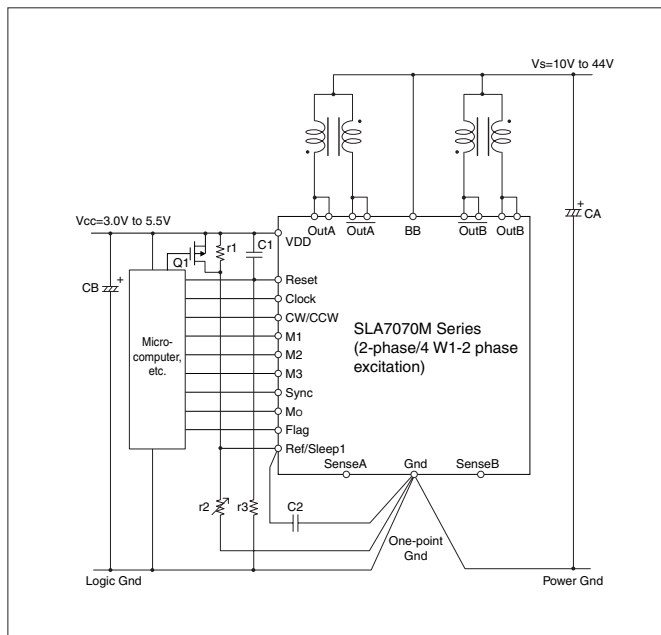 Vs=10V to 44V
Vcc=3.0V to 5.5V
OutA
OutA
BB
OutB
OutB
CA
+
VDD
r1
C1
Q1
CB
+
Reset
Clock
CW/CCW
M1
M2
M3
Sync
Mo
Flag
Ref/Sleep1
Micro-
computer,
etc.
SLA7070M Series
(2-phase/4 W1-2 phase
excitation)
SenseA
Gnd
SenseB
r2
r3
C2
One-point
Gnd
Logic Gnd
Power Gnd